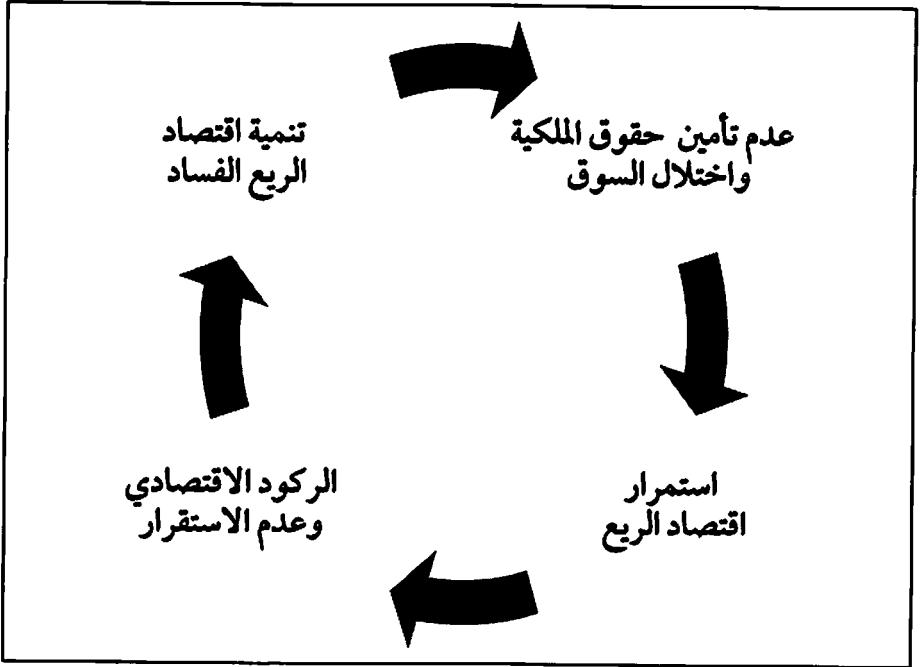 عدم تأمين حقوق الملكية
واختلال السوق
استمرار
اقتصاد الريع
الركود الاقتصادي
وعدم الاستقرار
تنمية اقتصاد
الريع الفساد